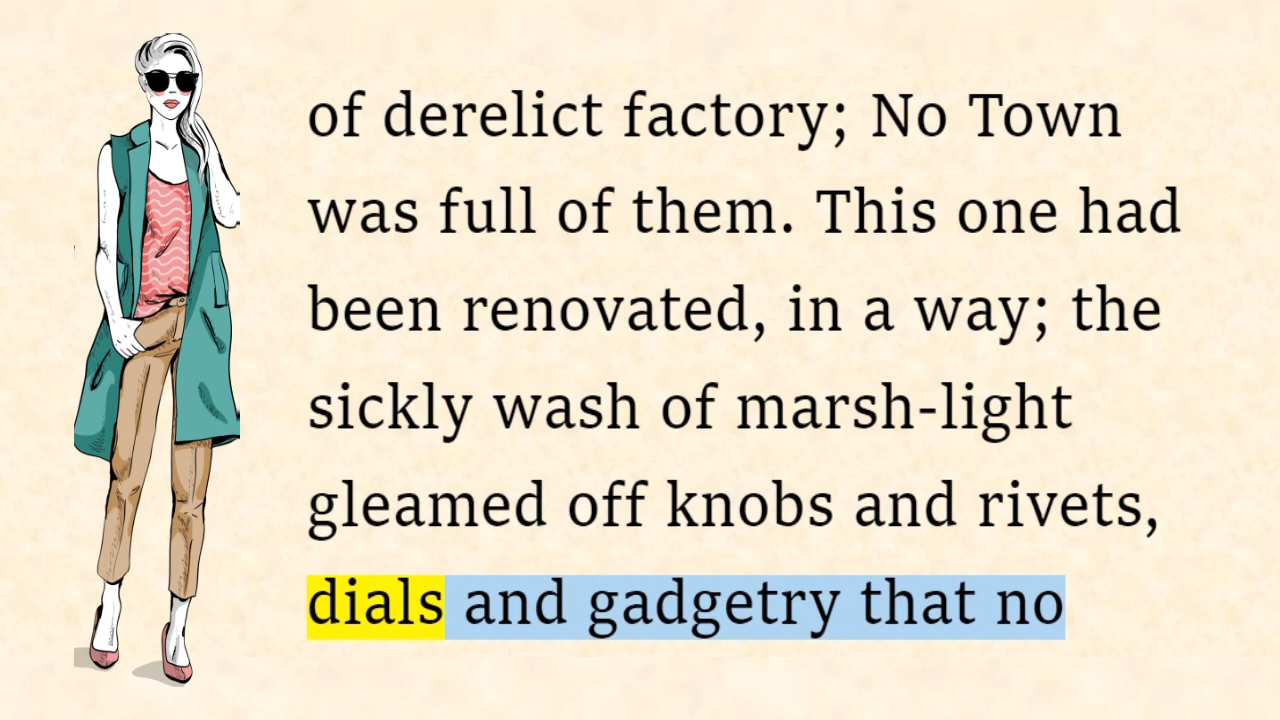 of derelict factory; No Town
was full of them. This one had
been renovated, in a way; the
sickly wash of marsh-light
gleamed off knobs and rivets,
dials and gadgetry that no